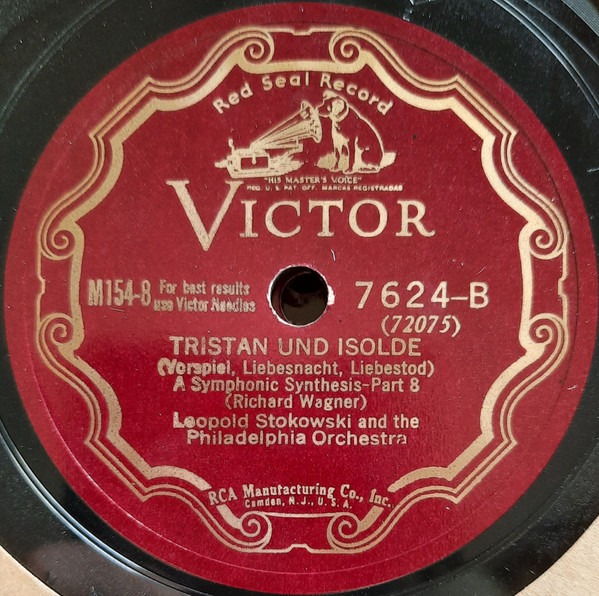 Red Seal Record
"HIS MASTER'S VOICE"
REG. U. S. PAT. OFF. MARCAS REGISTRADAS
VICTOR
M154-8 For best results
use Victor Needles
7624-B
(72075)
TRISTAN UND ISOLDE
(Vorspiel, Liebesnacht, Liebestod)
A Symphonic Synthesis-Part 8
(Richard Wagner)
Leopold Stokowski and the
Philadelphia Orchestra
RCA Manufacturing Co., Inc.
Camden, N. J., U. S. A.